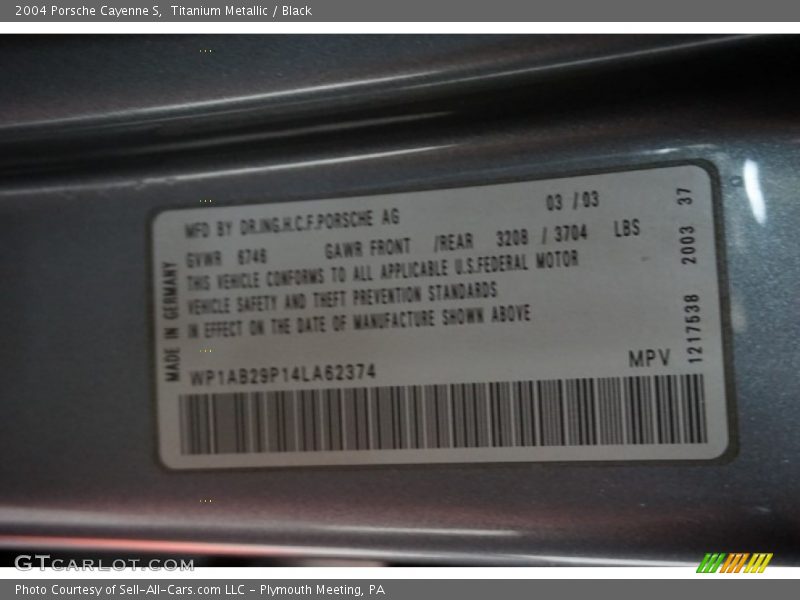 2004 Porsche Cayenne S, Titanium Metallic / Black
MFD BY DR.ING.H.C.F.PORSCHE AG 03 / 03
GVWR 6746 GAWR FRONT /REAR 3208 / 3704 LBS
THIS VEHICLE CONFORMS TO ALL APPLICABLE U.S.FEDERAL MOTOR
VEHICLE SAFETY AND THEFT PREVENTION STANDARDS
IN EFFECT ON THE DATE OF MANUFACTURE SHOWN ABOVE
WP1AB29P14LA62374 MPV
MADE IN GERMANY
1217538 2003 37
GTCARLOT.COM
Photo Courtesy of Sell-All-Cars.com LLC - Plymouth Meeting, PA